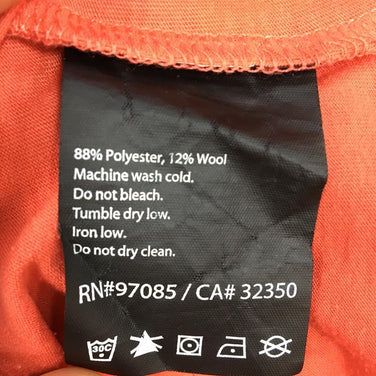 88% Polyester, 12% Wool
Machine wash cold.
Do not bleach.
Tumble dry low.
Iron low.
Do not dry clean.
RN#97085 / CA# 32350
30C